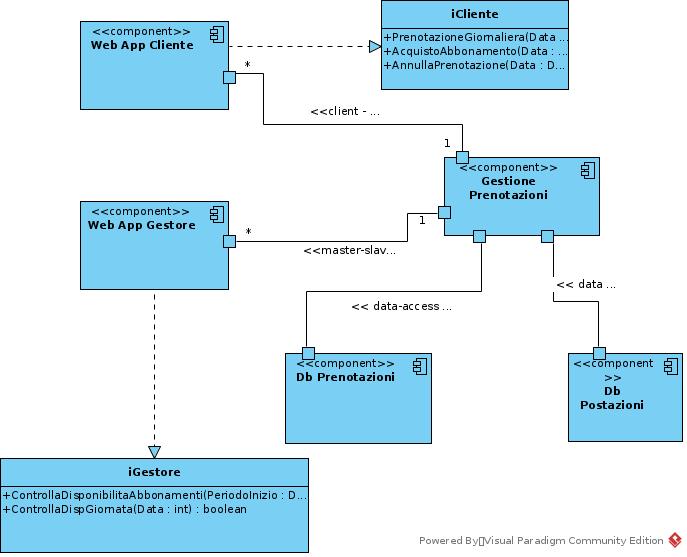 <<component>>
Web App Cliente
iCliente
+PrenotazioneGiornaliera(Data ...
+AcquistoAbbonamento(Data : ...
+AnnullaPrenotazione(Data : D...
*
<<client - ...
1
<<component>>
Gestione
Prenotazioni
<<component>>
Web App Gestore
*
1
<<master-slav...
<< data-access ...
<< data ...
<<component>>
Db Prenotazioni
<<component
>>
Db
Postazioni
iGestore
+ControllaDisponibilitaAbbonamenti(PeriodoInizio : D...
+ControllaDispGiornata(Data : int) : boolean
Powered By Visual Paradigm Community Edition